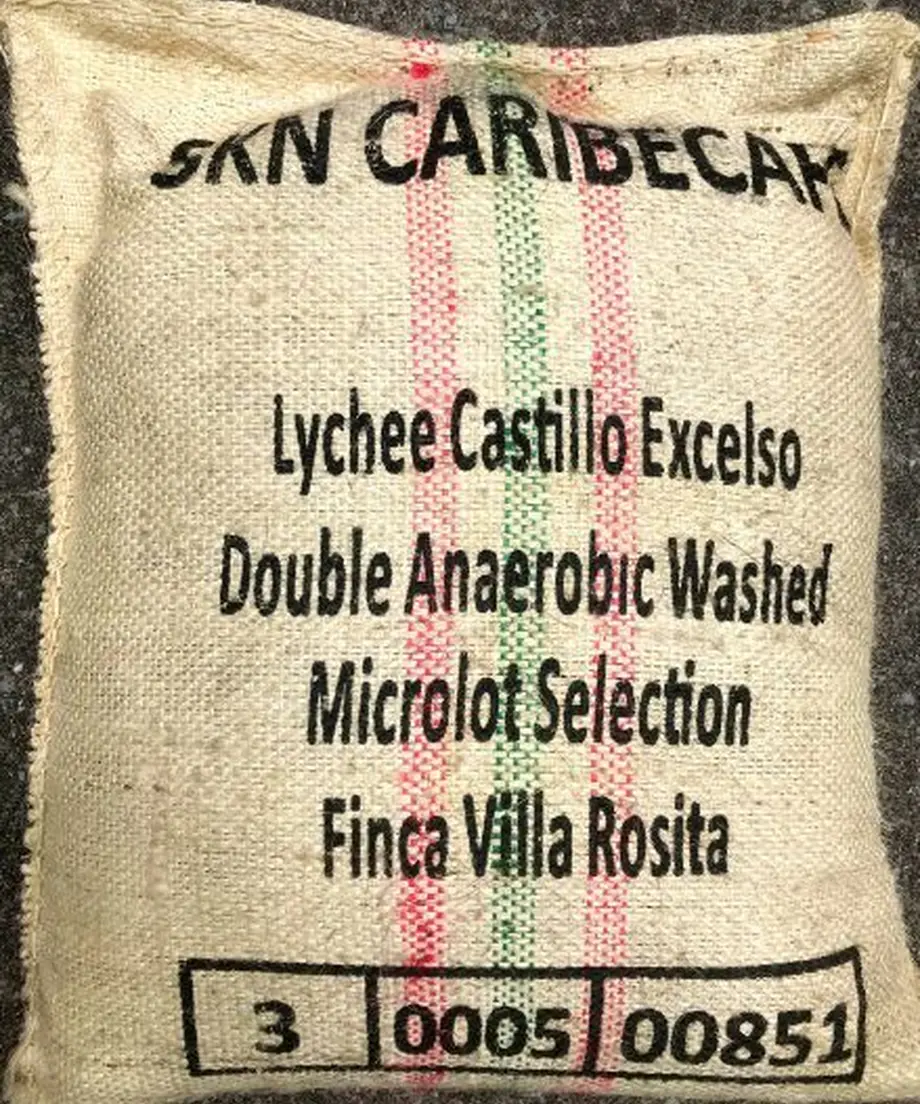 SKN CARIBECAF
Lychee Castillo Excelso
Double Anaerobic Washed
Microlot Selection
Finca Villa Rosita
3 0005 00851